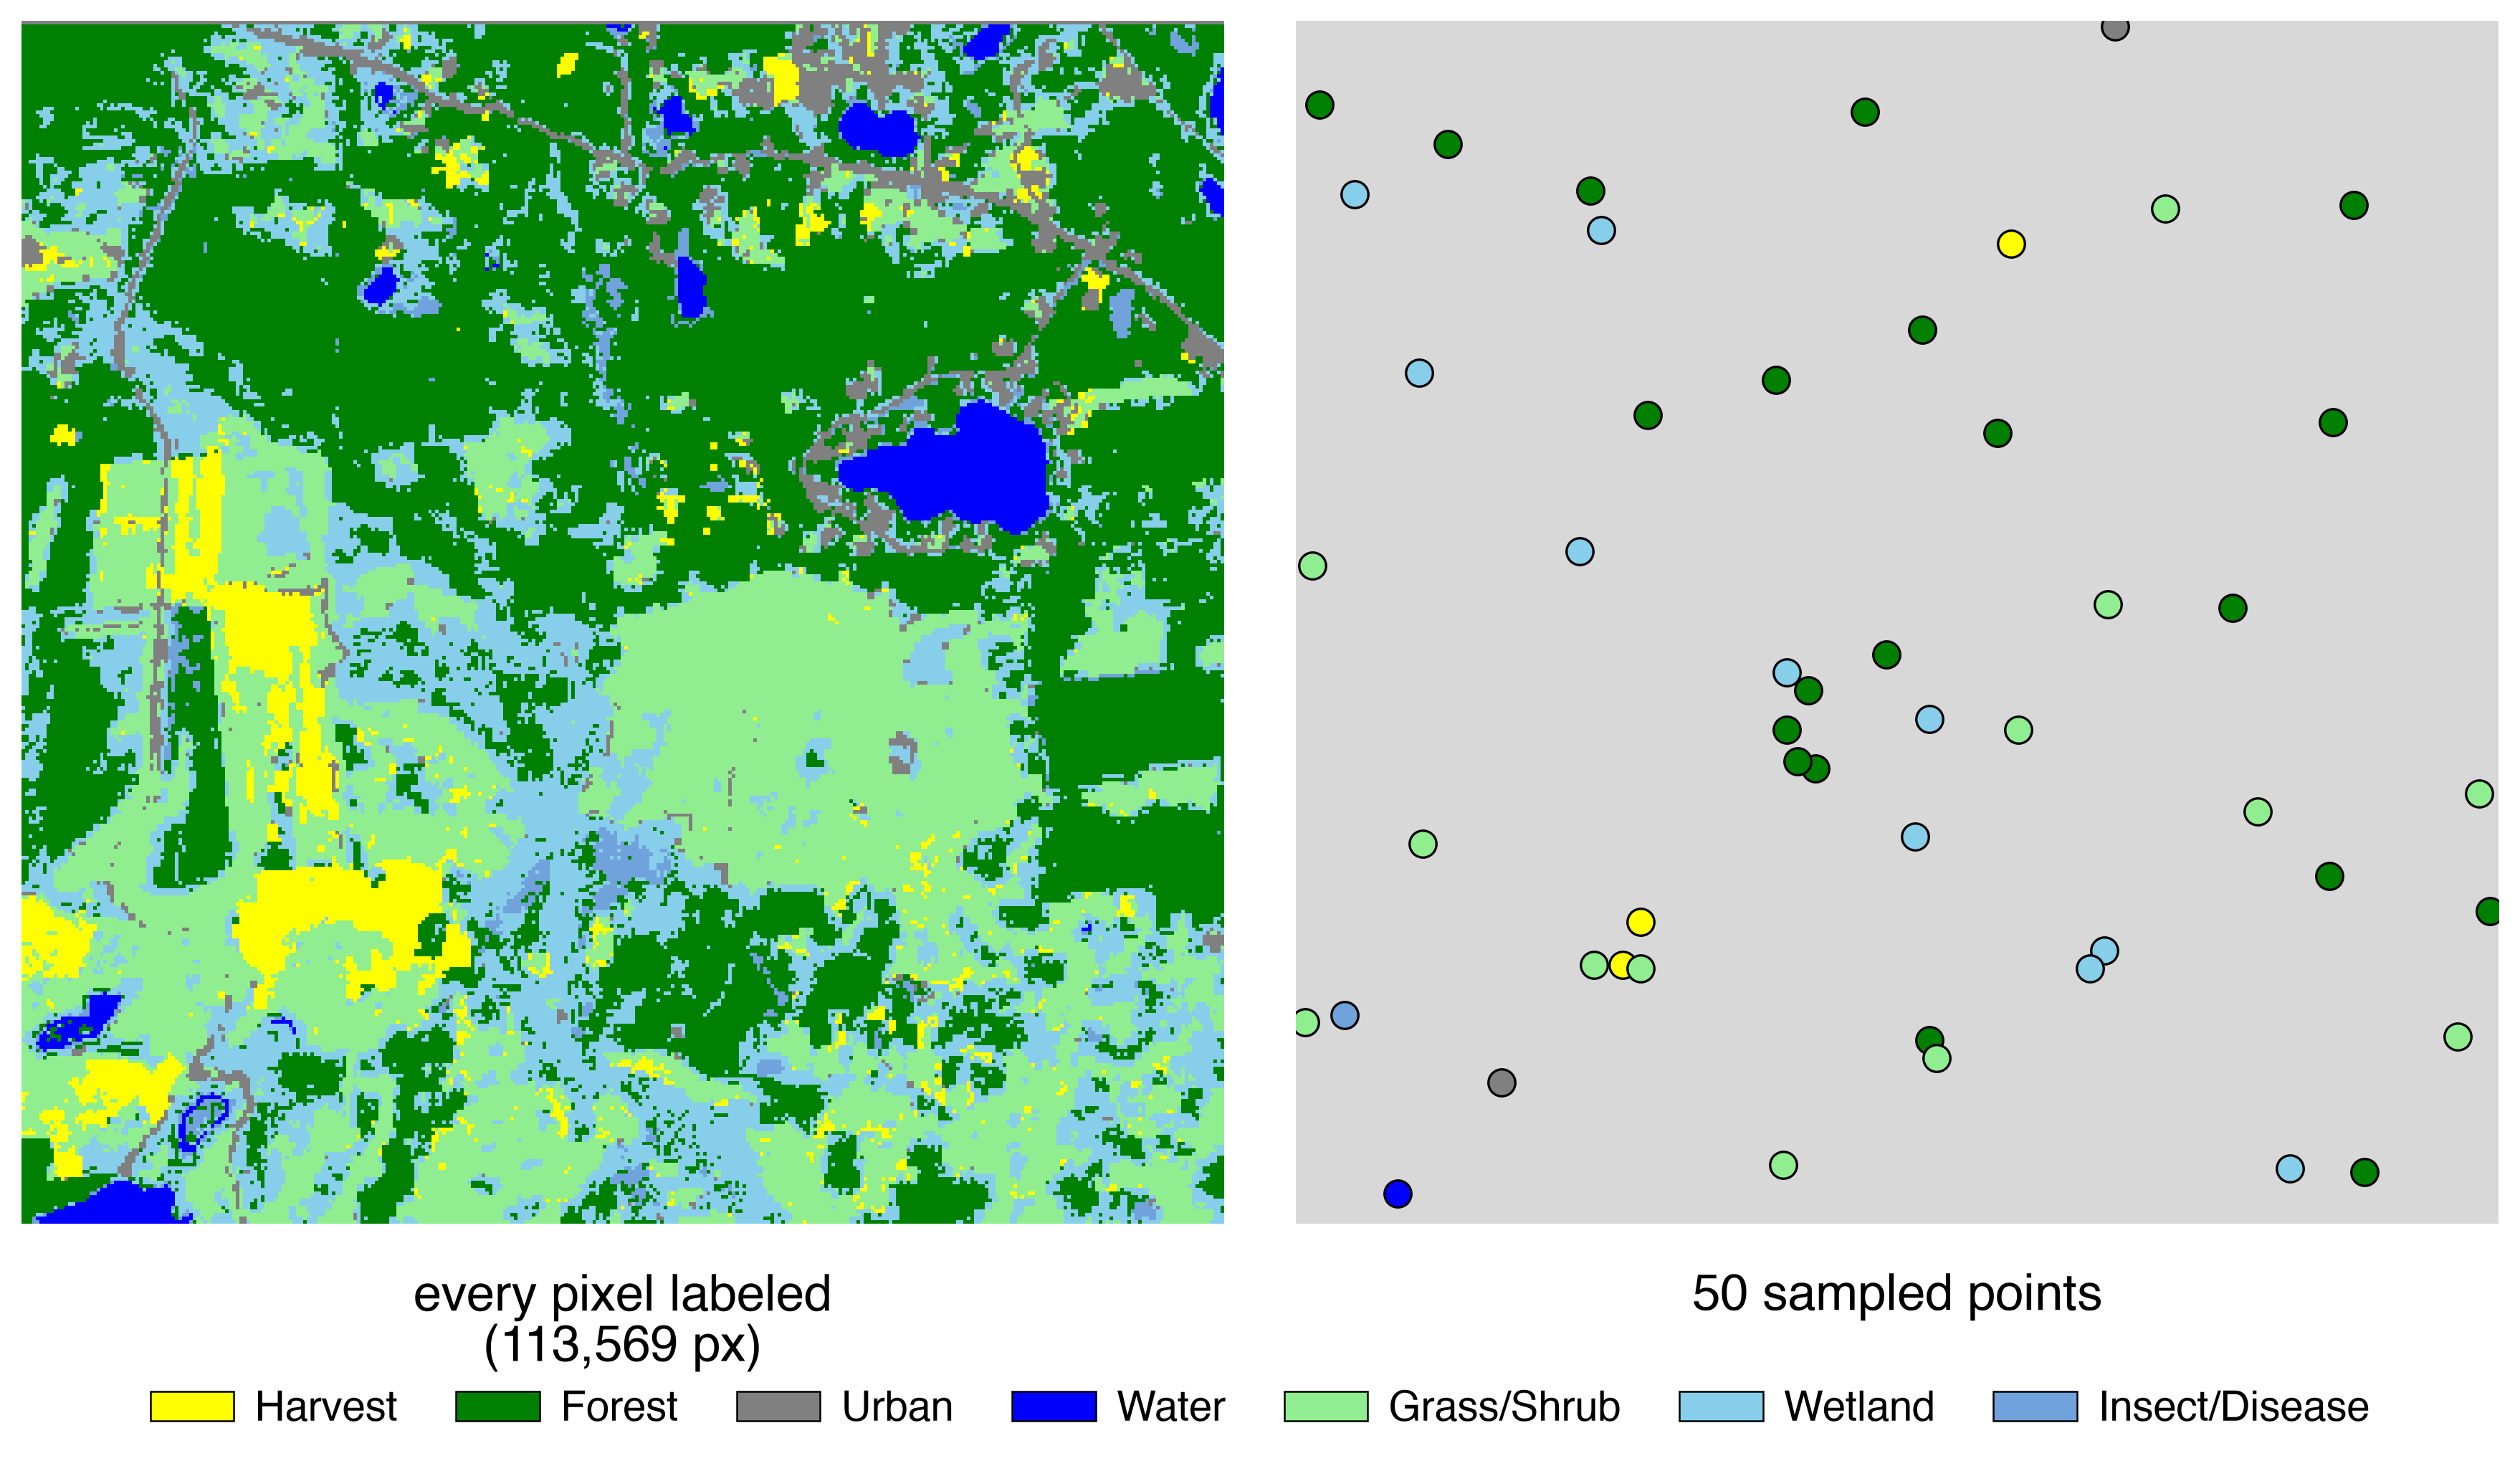 every pixel labeled
(113,569 px)
50 sampled points
Harvest
Forest
Urban
Water
Grass/Shrub
Wetland
Insect/Disease